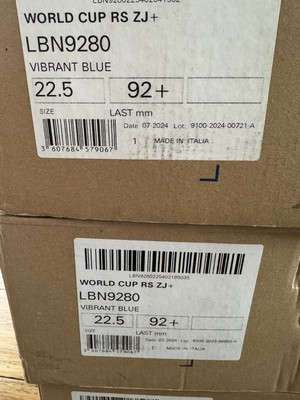 WORLD CUP RS ZJ+
LBN9280
VIBRANT BLUE
22.5 92+
SIZE LAST mm
Date 07-2024 Lot: 9100-2024-00721-A
1 MADE IN ITALIA
3 607684 579067
WORLD CUP RS ZJ+
LBN9280
VIBRANT BLUE
22.5 92+
SIZE LAST mm
1 MADE IN ITALIA